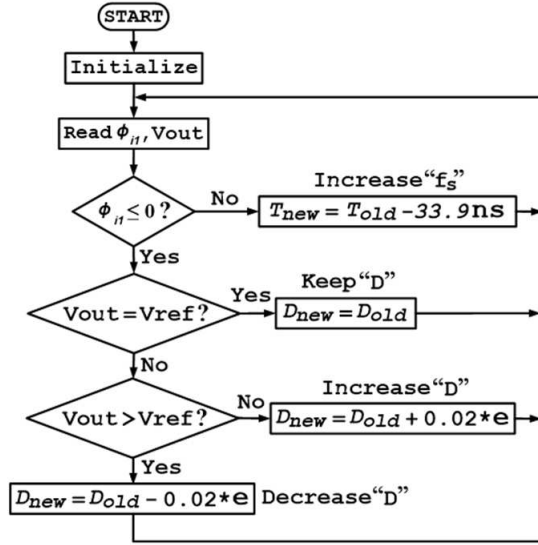 START
Initialize
Read ϕi1, Vout
Increase“fs”
ϕi1≤0?
No
Tnew=Told-33.9ns
Yes
Keep“D”
Vout=Vref?
Yes
Dnew=Dold
No
Increase“D”
Vout>Vref?
No
Dnew=Dold+0.02*e
Yes
Dnew=Dold-0.02*e
Decrease“D”